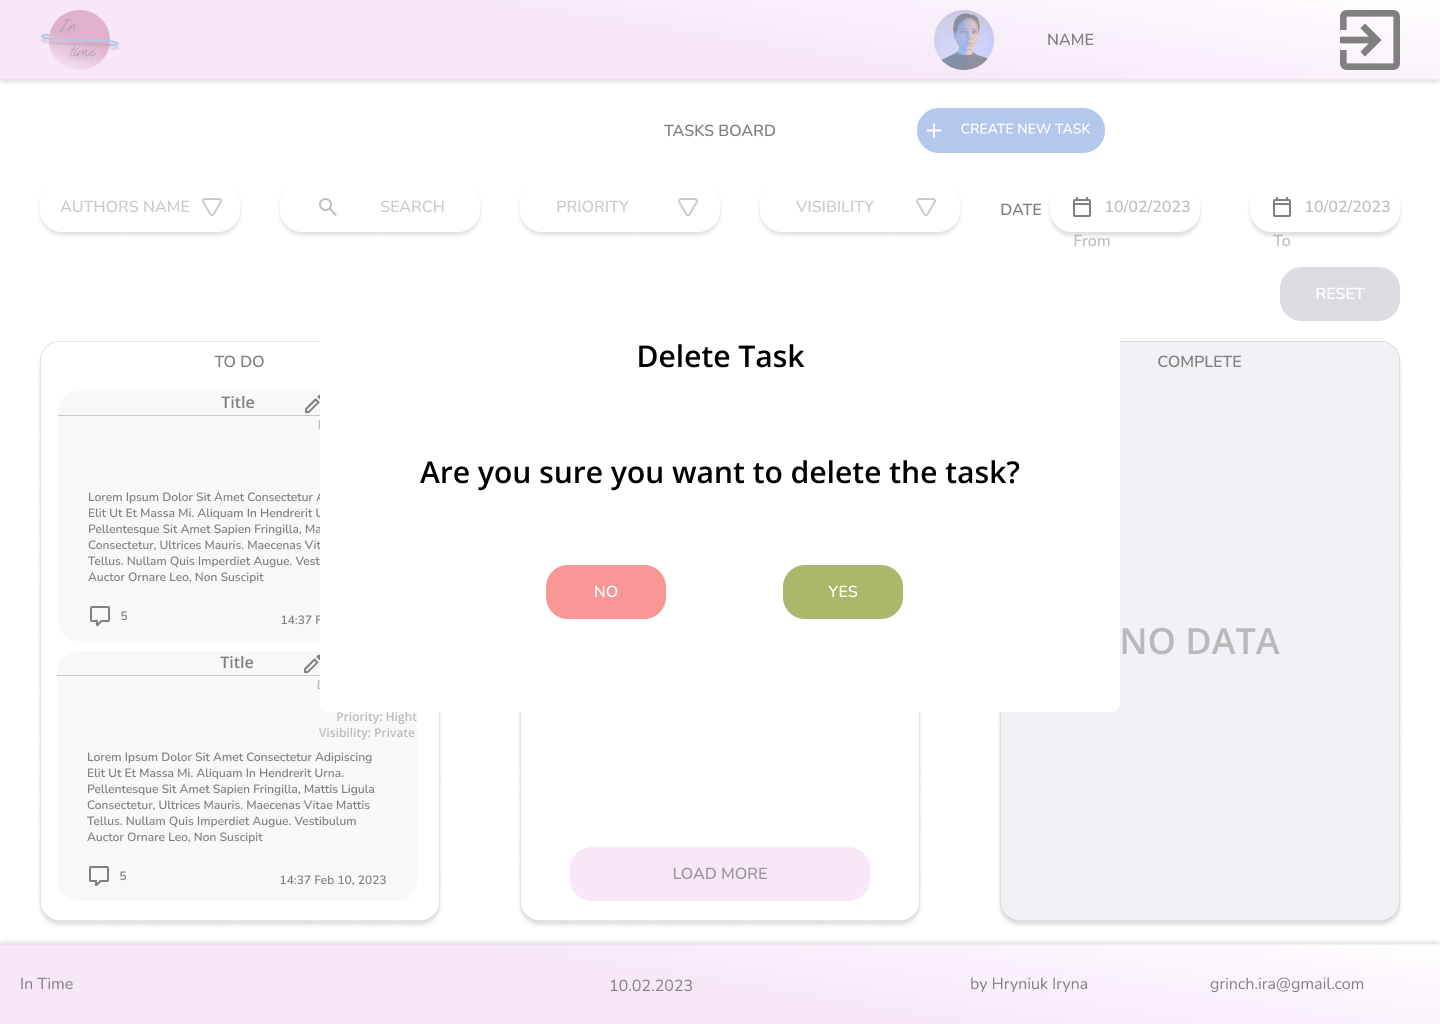 In
time
NAME
TASKS BOARD
CREATE NEW TASK
AUTHORS NAME
SEARCH
PRIORITY
VISIBILITY
DATE
10/02/2023
10/02/2023
From
To
RESET
TO DO
COMPLETE
Title
Lorem Ipsum Dolor Sit Amet Consectetur
Elit Ut Et Massa Mi. Aliquam In Hendrerit
Pellentesque Sit Amet Sapien Fringilla, Ma
Consectetur, Ultrices Mauris. Maecenas Vit
Tellus. Nullam Quis Imperdiet Augue. Vest
Auctor Ornare Leo, Non Suscipit
5
14:37 F
Delete Task
Are you sure you want to delete the task?
NO
YES
Title
Priority: Hight
Visibility: Private
Lorem Ipsum Dolor Sit Amet Consectetur Adipiscing
Elit Ut Et Massa Mi. Aliquam In Hendrerit Urna.
Pellentesque Sit Amet Sapien Fringilla, Mattis Ligula
Consectetur, Ultrices Mauris. Maecenas Vitae Mattis
Tellus. Nullam Quis Imperdiet Augue. Vestibulum
Auctor Ornare Leo, Non Suscipit
5
14:37 Feb 10, 2023
LOAD MORE
NO DATA
In Time
10.02.2023
by Hryniuk Iryna
grinch.ira@gmail.com